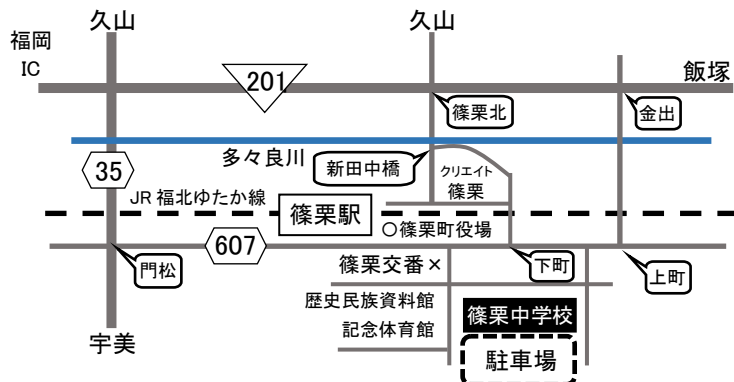 久山
久山
福岡
IC
201
飯塚
篠栗北
金出
多々良川
新田中橋
クリエイト
篠栗
35
JR 福北ゆたか線
篠栗駅
○篠栗町役場
607
門松
篠栗交番×
下町
上町
歴史民族資料館
記念体育館
篠栗中学校
駐車場
宇美